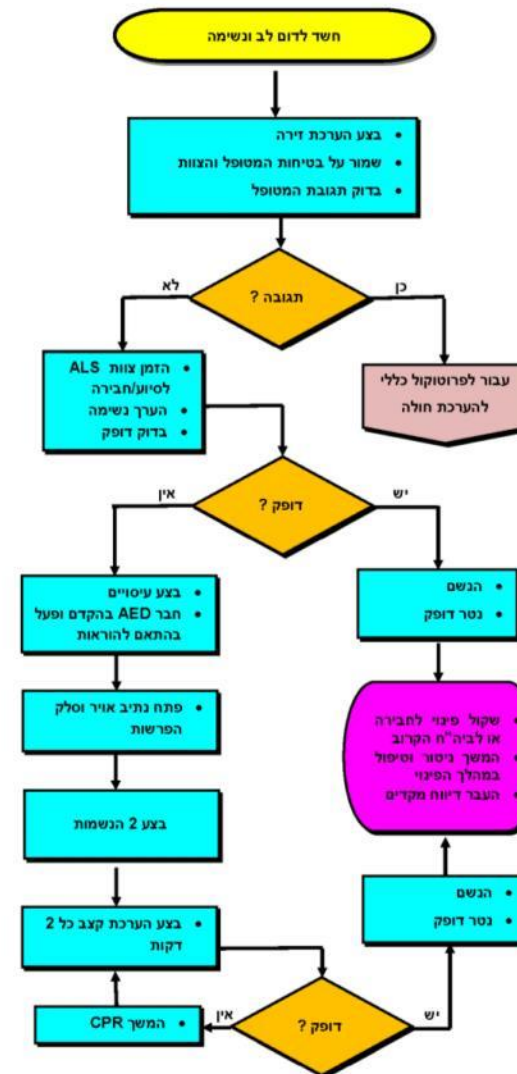 חשד לדום לב ונשימה
• בצע הערכת זירה
• שמור על בטיחות המטופל והצוות
• בדוק תגובת המטופל
תגובה ?
כן
לא
עבור לפרוטוקול כללי
להערכת חולה
• הזמן צוות ALS
לסיוע/חבירה
• הערך נשימה
• בדוק דופק
דופק ?
יש
אין
• הנשם
• נטר דופק
• בצע עיסויים
• חבר AED בהקדם ופעל
בהתאם להוראות
• פתח נתיב אויר וסלק
הפרשות
• שקול פינוי לחבירה
או לביה"ח הקרוב
• המשך ניטור וטיפול
במהלך הפינוי
• העבר דיווח מקדים
בצע 2 הנשמות
• הנשם
• נטר דופק
• בצע הערכת קצב כל 2
דקות
דופק ?
יש
אין
• המשך CPR